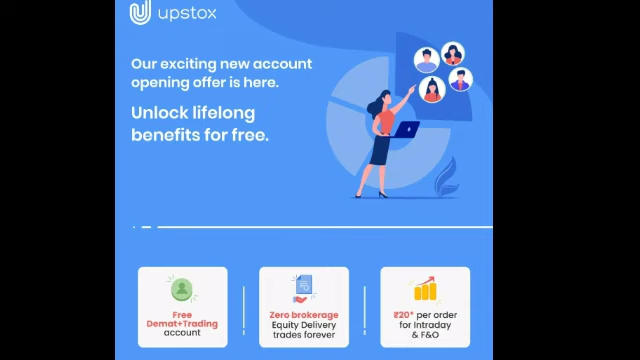 upstox
Our exciting new account
opening offer is here.
Unlock lifelong
benefits for free.
Free
Demat+Trading
account
Zero brokerage
Equity Delivery
trades forever
₹20* per order
for Intraday
& F&O